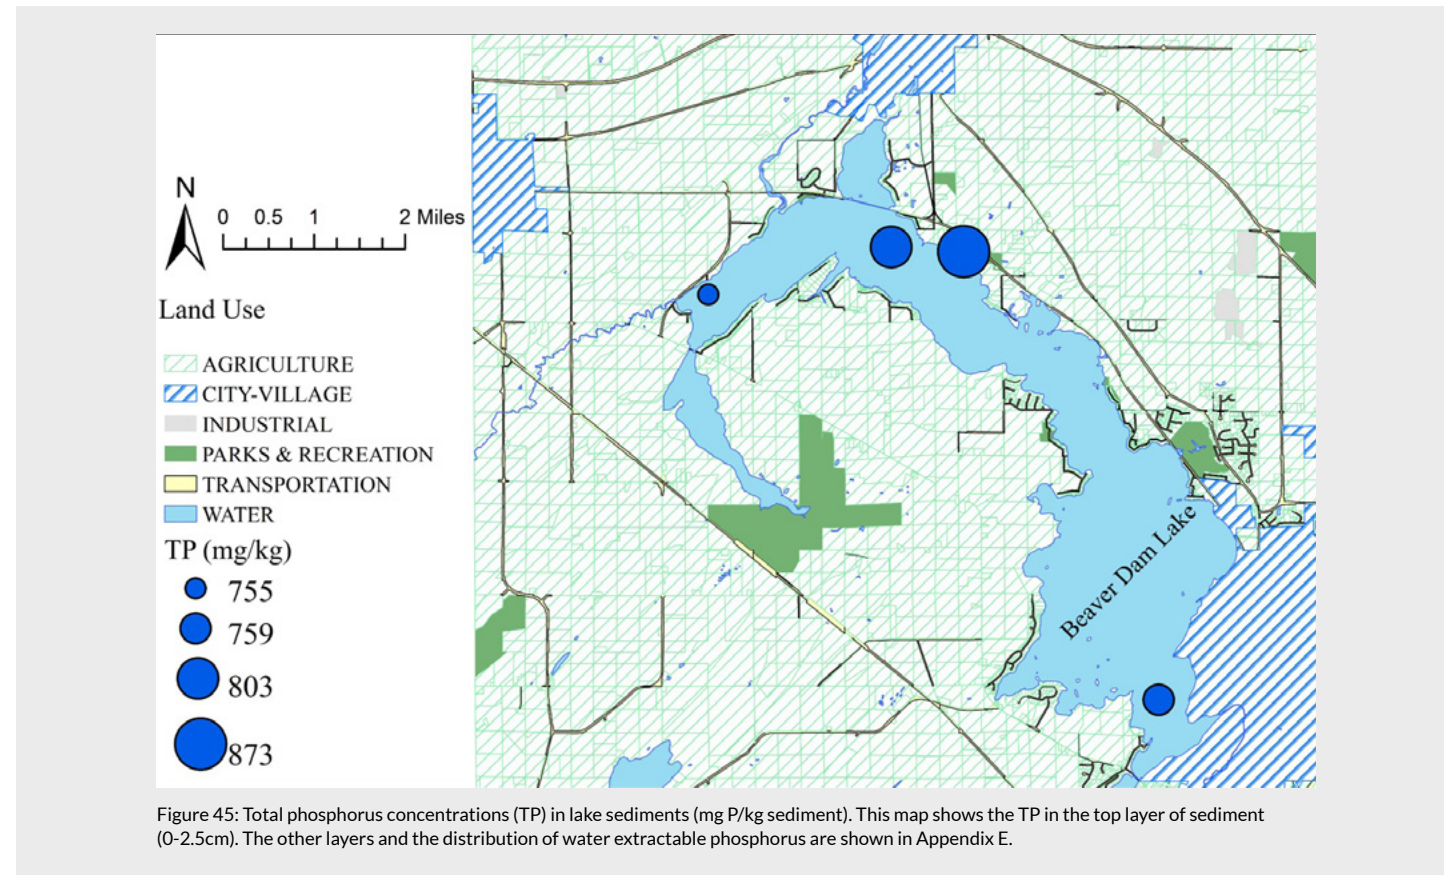 N
0 0.5 1 2 Miles
Land Use
AGRICULTURE
CITY-VILLAGE
INDUSTRIAL
PARKS & RECREATION
TRANSPORTATION
WATER
TP (mg/kg)
755
759
803
873
Beaver Dam Lake
Figure 45: Total phosphorus concentrations (TP) in lake sediments (mg P/kg sediment). This map shows the TP in the top layer of sediment
(0-2.5cm). The other layers and the distribution of water extractable phosphorus are shown in Appendix E.